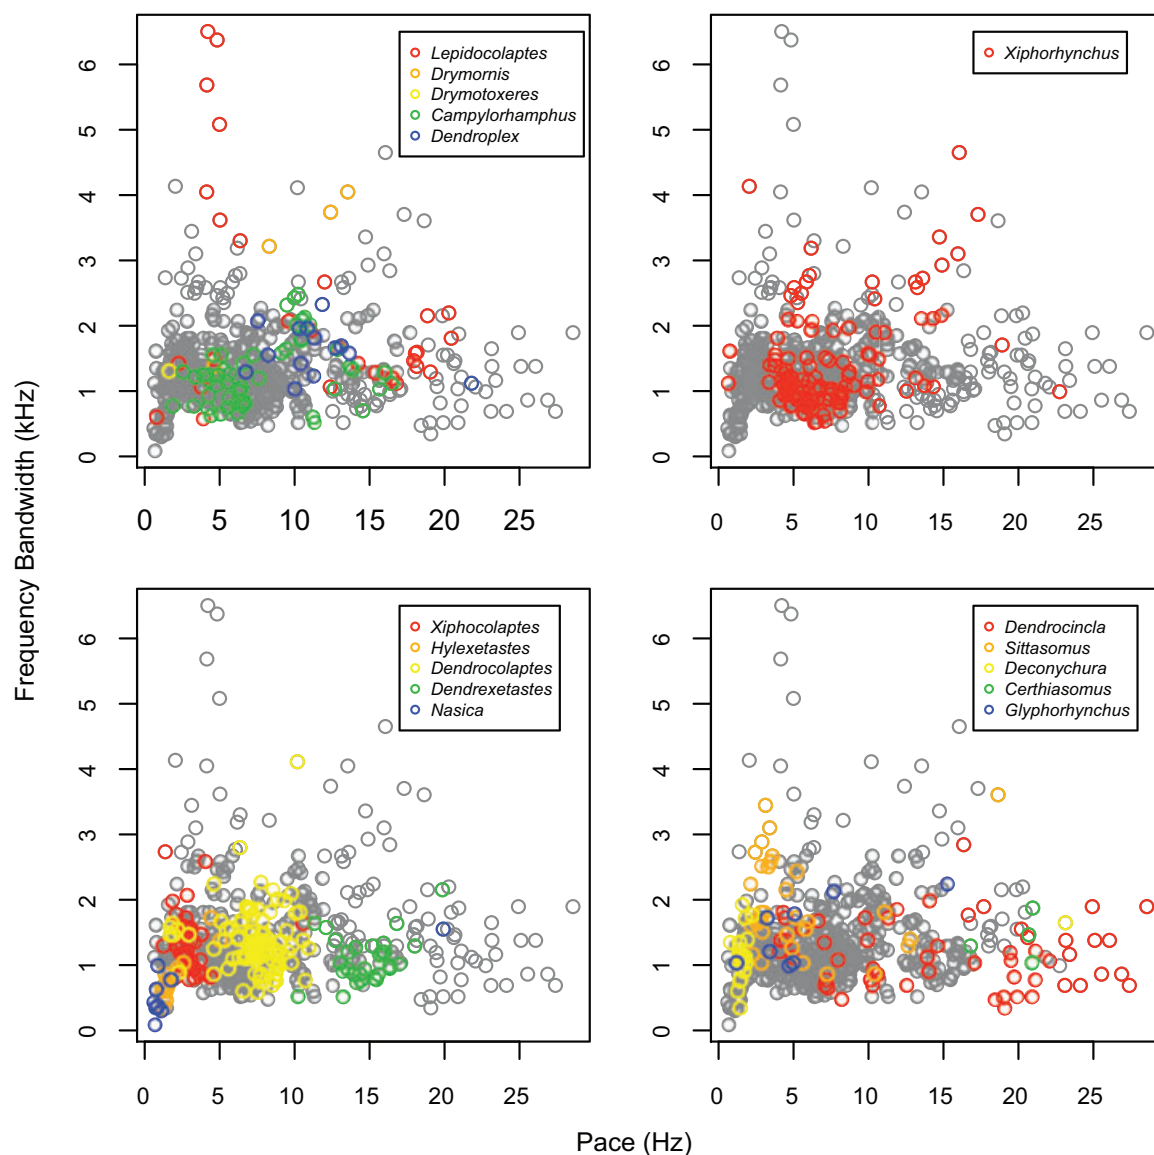 Lepidocolaptes
Drymornis
Drymotoxeres
Campylorhamphus
Dendroplex
6
5
4
3
2
1
0
0 5 10 15 20 25
Xiphorhynchus
6
5
4
3
2
1
0
0 5 10 15 20 25
Frequency Bandwidth (kHz)
Xiphocolaptes
Hylexetastes
Dendrocolaptes
Dendrexetastes
Nasica
6
5
4
3
2
1
0
0 5 10 15 20 25
Dendrocincla
Sittasomus
Deconychura
Certhiasomus
Glyphorhynchus
6
5
4
3
2
1
0
0 5 10 15 20 25
Pace (Hz)